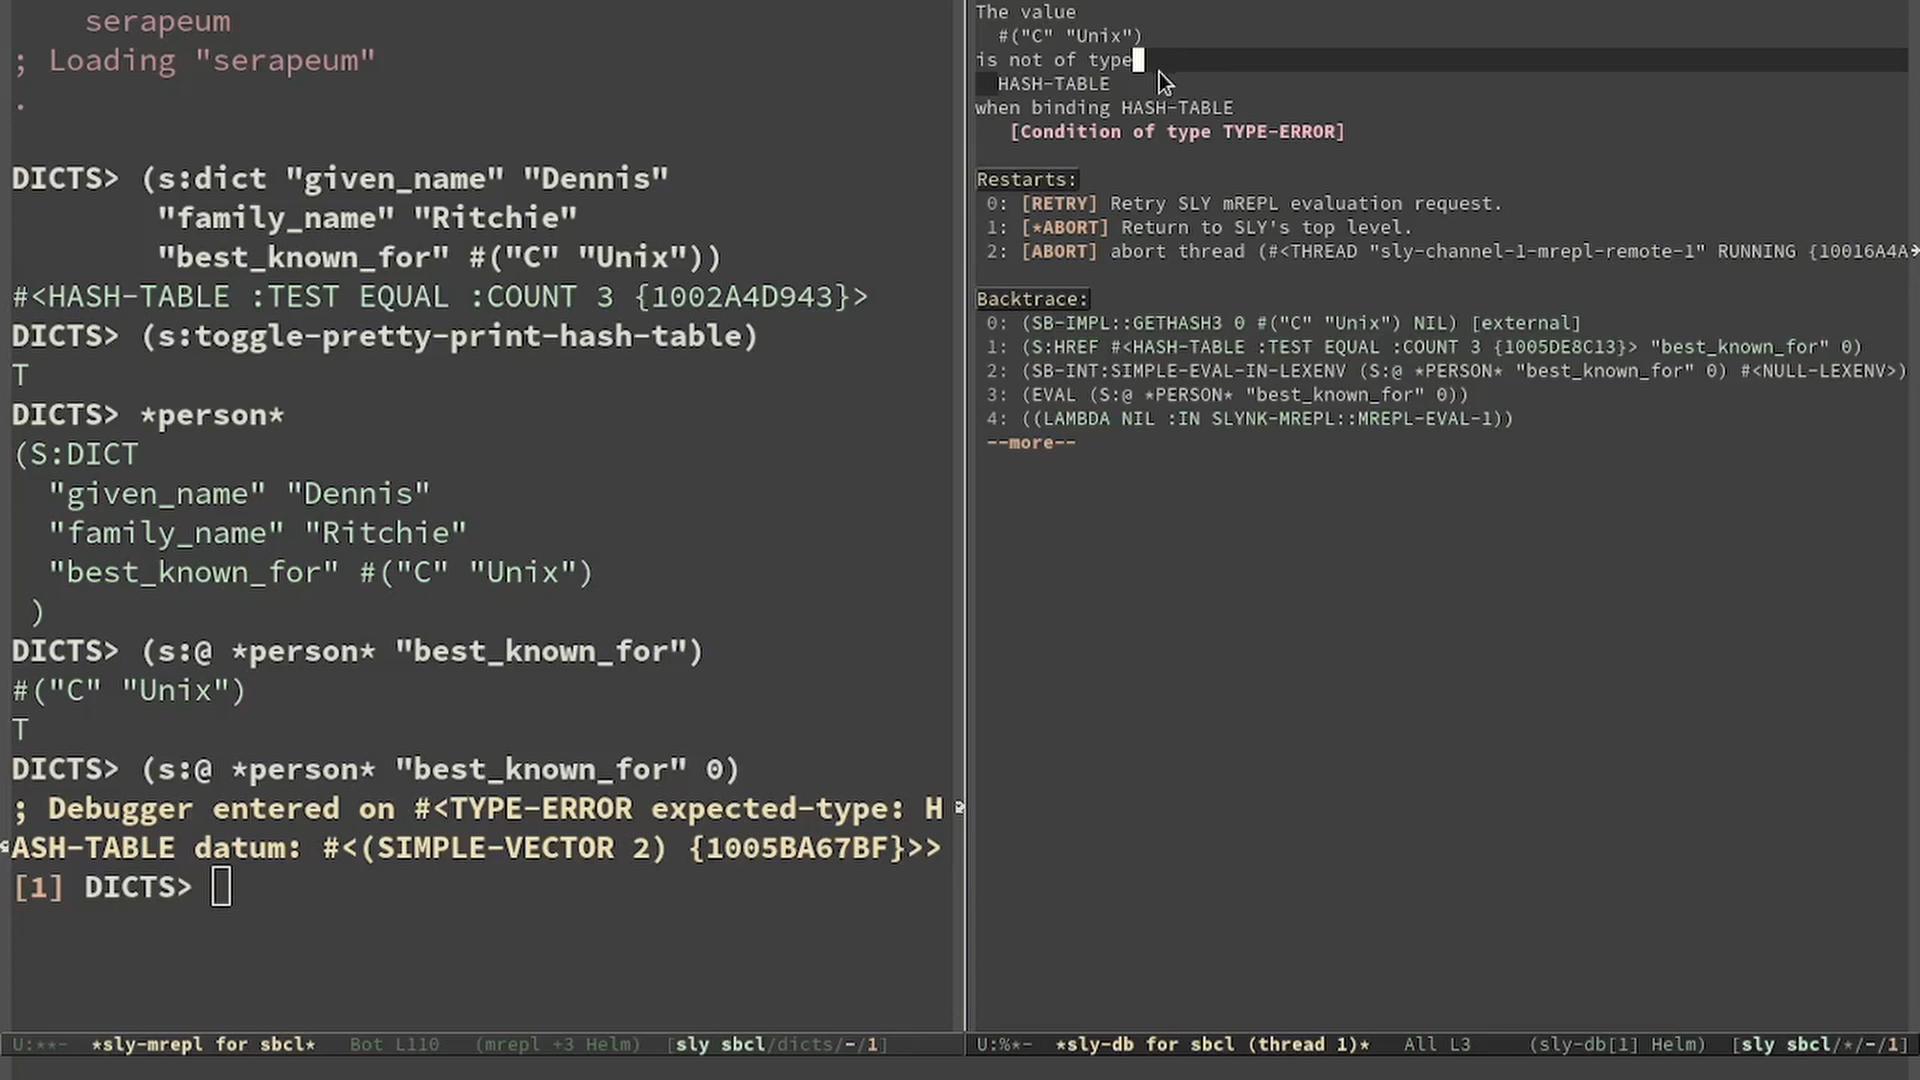 serapeum
; Loading "serapeum"
.
DICTS> (s:dict "given_name" "Dennis"
"family_name" "Ritchie"
"best_known_for" #("C" "Unix"))
#<HASH-TABLE :TEST EQUAL :COUNT 3 {1002A4D943}>
DICTS> (s:toggle-pretty-print-hash-table)
T
DICTS> *person*
(S:DICT
"given_name" "Dennis"
"family_name" "Ritchie"
"best_known_for" #("C" "Unix")
)
DICTS> (s:@ *person* "best_known_for")
#("C" "Unix")
T
DICTS> (s:@ *person* "best_known_for" 0)
; Debugger entered on #<TYPE-ERROR expected-type: H
ASH-TABLE datum: #<(SIMPLE-VECTOR 2) {1005BA67BF}>>
[1] DICTS>
U:**- *sly-mrepl for sbcl* Bot L110 (mrepl +3 Helm) [sly sbcl/dicts/-/1]
The value
#("C" "Unix")
is not of type
HASH-TABLE
when binding HASH-TABLE
[Condition of type TYPE-ERROR]
Restarts:
0: [RETRY] Retry SLY mREPL evaluation request.
1: [*ABORT] Return to SLY's top level.
2: [ABORT] abort thread (#<THREAD "sly-channel-1-mrepl-remote-1" RUNNING {10016A4A
Backtrace:
0: (SB-IMPL::GETHASH3 0 #("C" "Unix") NIL) [external]
1: (S:HREF #<HASH-TABLE :TEST EQUAL :COUNT 3 {1005DE8C13}> "best_known_for" 0)
2: (SB-INT:SIMPLE-EVAL-IN-LEXENV (S:@ *PERSON* "best_known_for" 0) #<NULL-LEXENV>)
3: (EVAL (S:@ *PERSON* "best_known_for" 0))
4: ((LAMBDA NIL :IN SLYNK-MREPL::MREPL-EVAL-1))
--more--
U:%*- *sly-db for sbcl (thread 1)* All L3 (sly-db[1] Helm) [sly sbcl/*/-/1]